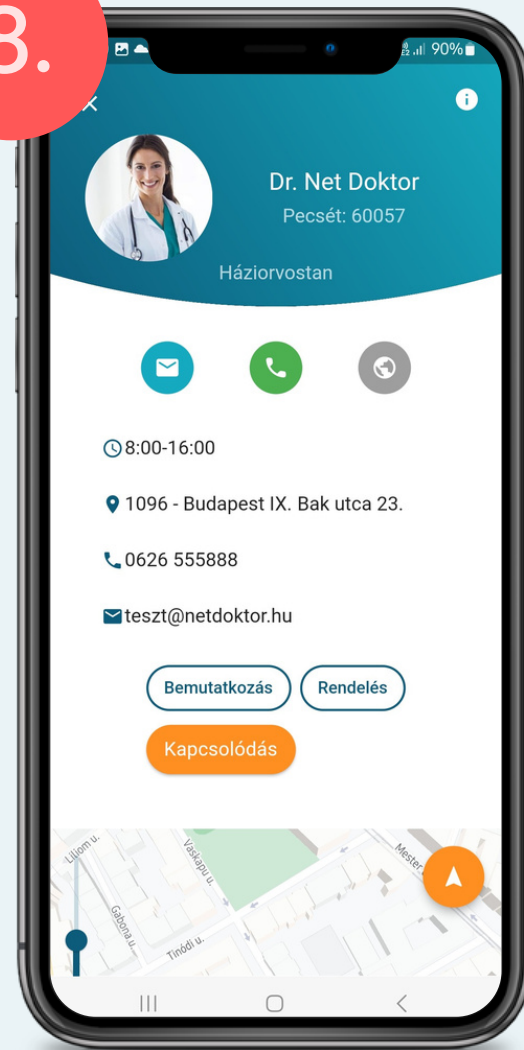 3.
90%
Dr. Net Doktor
Pecsét: 60057
Háziorvostan
8:00-16:00
1096 - Budapest IX. Bak utca 23.
0626 555888
teszt@netdoktor.hu
Bemutatkozás
Rendelés
Kapcsolódás
Liliom u.
Vaskapu u.
Mester
Gabona u.
Tinódi u.